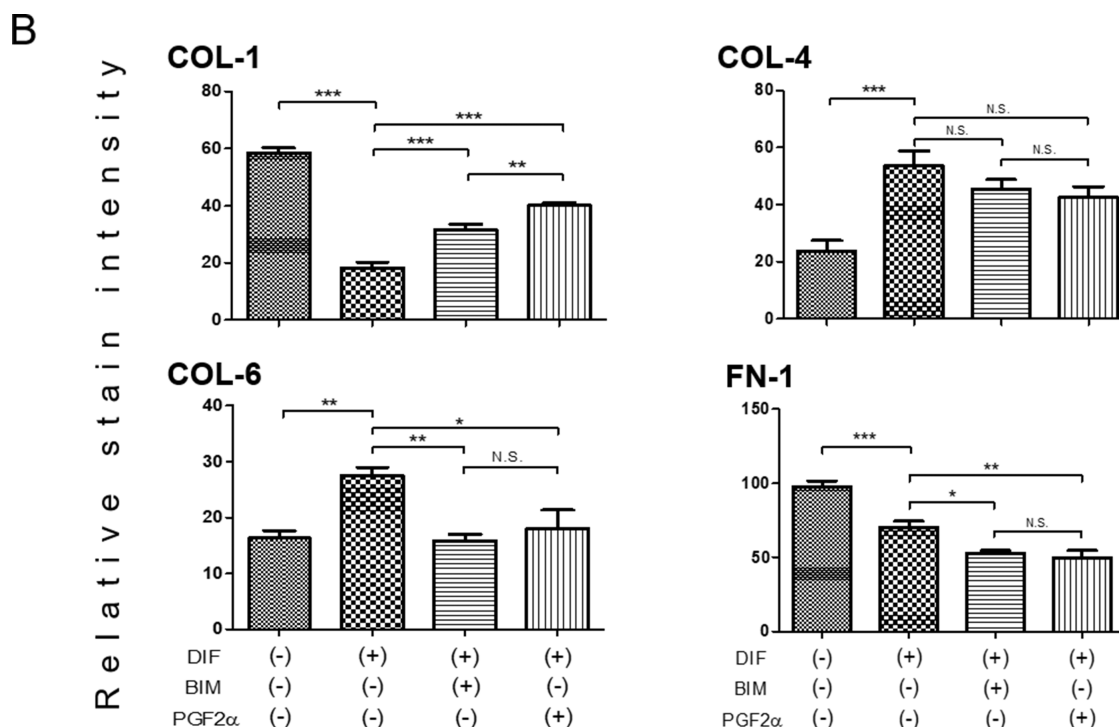 B
Relative stain intensity
COL-1
80
60
40
20
0
***
***
***
**
COL-4
80
60
40
20
0
***
N.S.
N.S.
N.S.
COL-6
40
30
20
10
0
**
*
**
N.S.
DIF (-) (+) (+) (+)
BIM (-) (-) (+) (-)
PGF2α (-) (-) (-) (+)
FN-1
150
100
50
0
***
**
*
N.S.
DIF (-) (+) (+) (+)
BIM (-) (-) (+) (-)
PGF2α (-) (-) (-) (+)